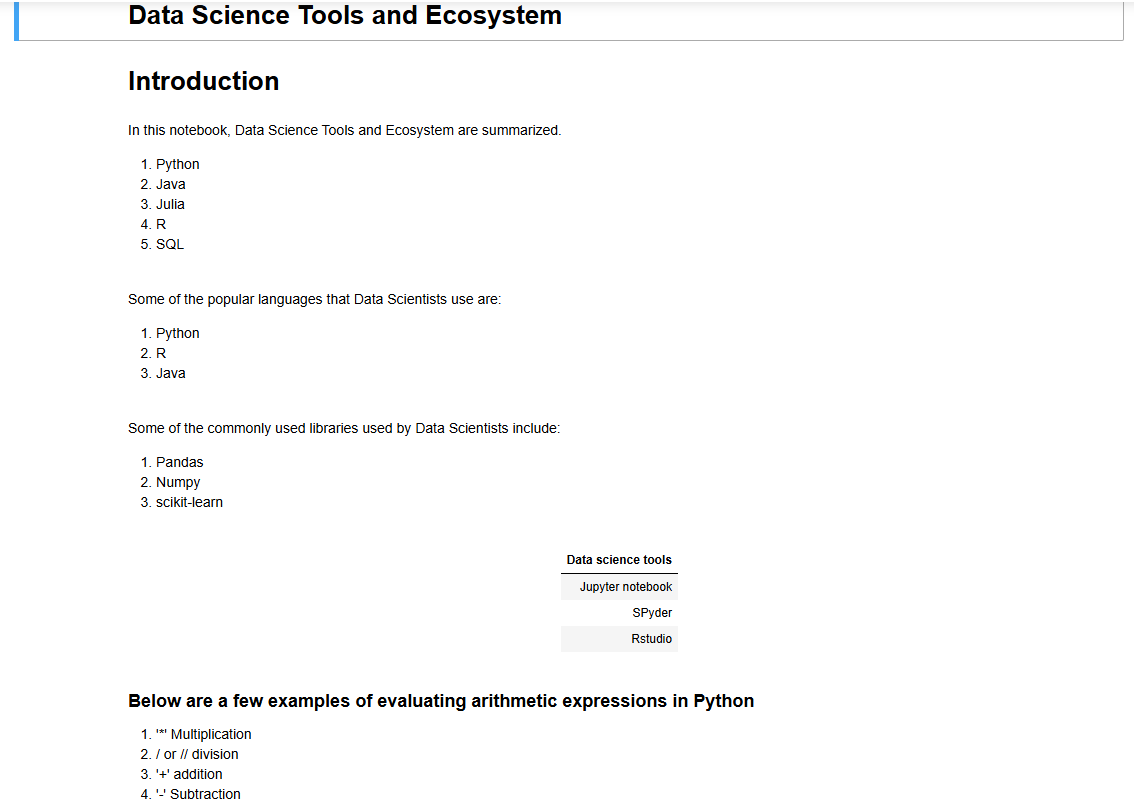 Data Science Tools and Ecosystem
Introduction
In this notebook, Data Science Tools and Ecosystem are summarized.
1. Python
2. Java
3. Julia
4. R
5. SQL
Some of the popular languages that Data Scientists use are:
1. Python
2. R
3. Java
Some of the commonly used libraries used by Data Scientists include:
1. Pandas
2. Numpy
3. scikit-learn
Data science tools
Jupyter notebook
SPyder
Rstudio
Below are a few examples of evaluating arithmetic expressions in Python
1. '*' Multiplication
2. / or // division
3. '+' addition
4. '-' Subtraction